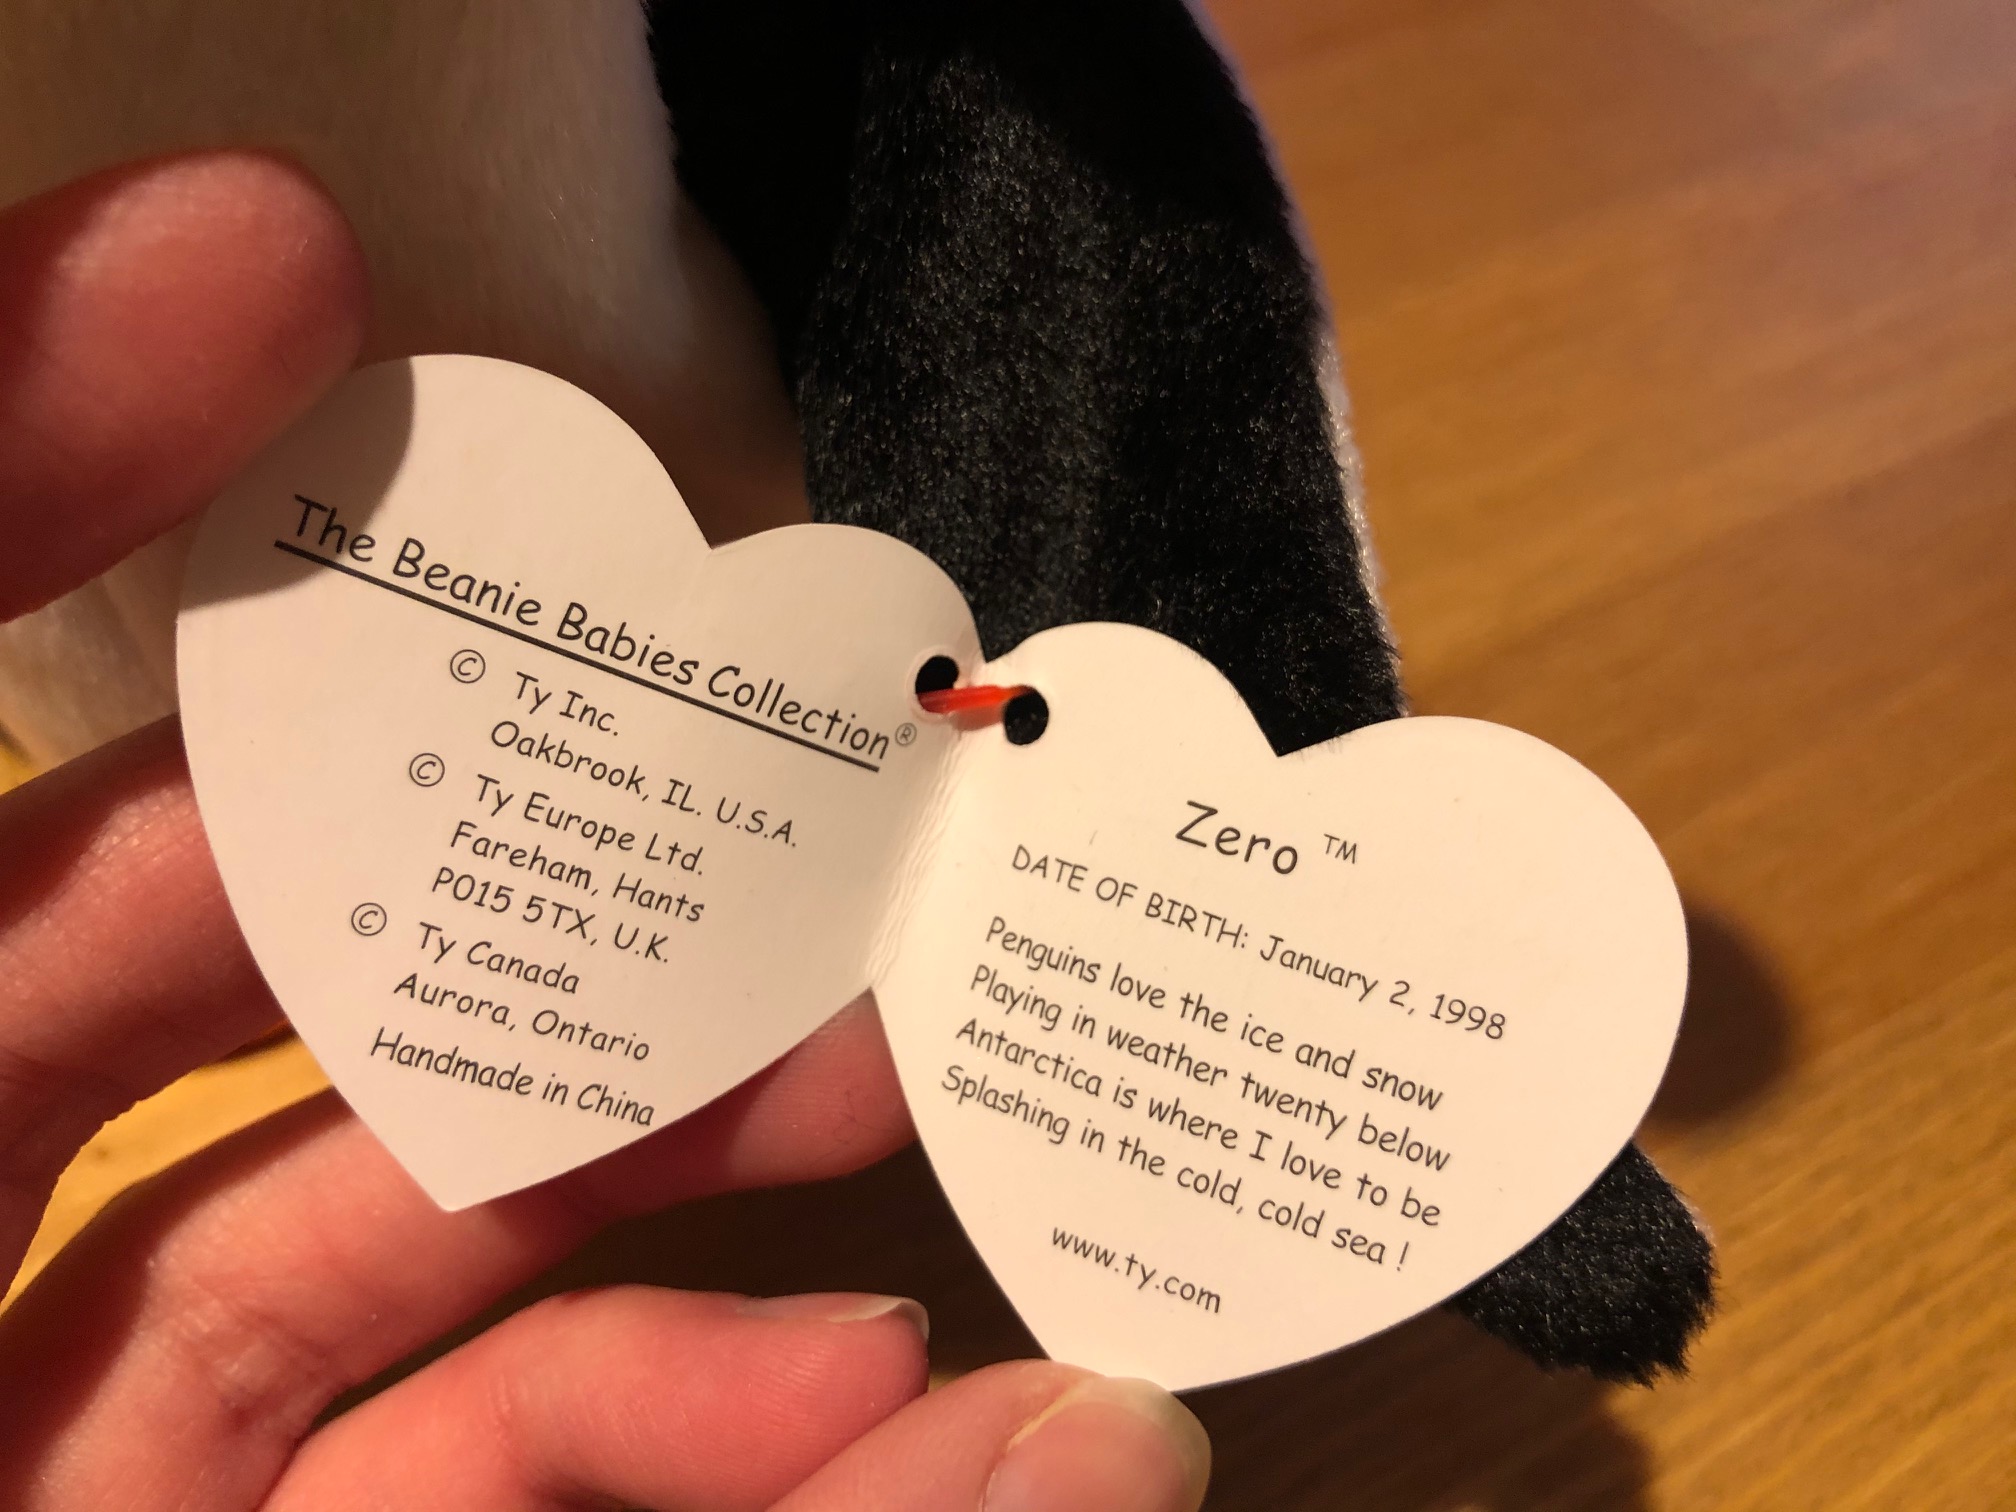 The Beanie Babies Collection®
© Ty Inc.
Oakbrook, IL. U.S.A.
© Ty Europe Ltd.
Fareham, Hants
PO15 5TX, U.K.
© Ty Canada
Aurora, Ontario
Handmade in China
Zero ™
DATE OF BIRTH: January 2, 1998
Penguins love the ice and snow
Playing in weather twenty below
Antarctica is where I love to be
Splashing in the cold, cold sea !
www.ty.com